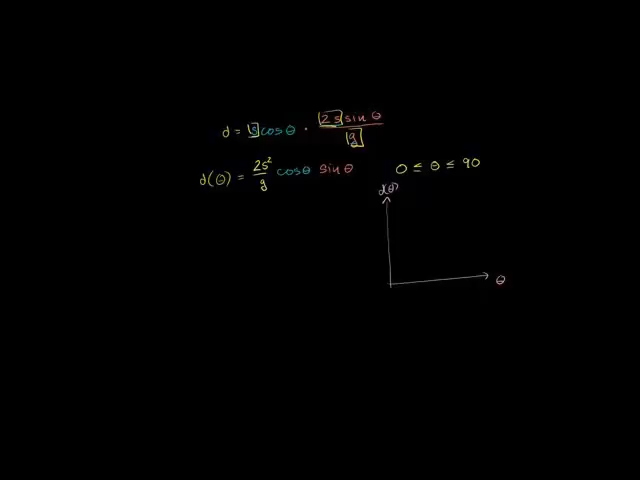 d = s cos θ · 2s sin θ / g
d(θ) = 2s² / g cos θ sin θ
0 ≤ θ ≤ 90
d(θ)
θ